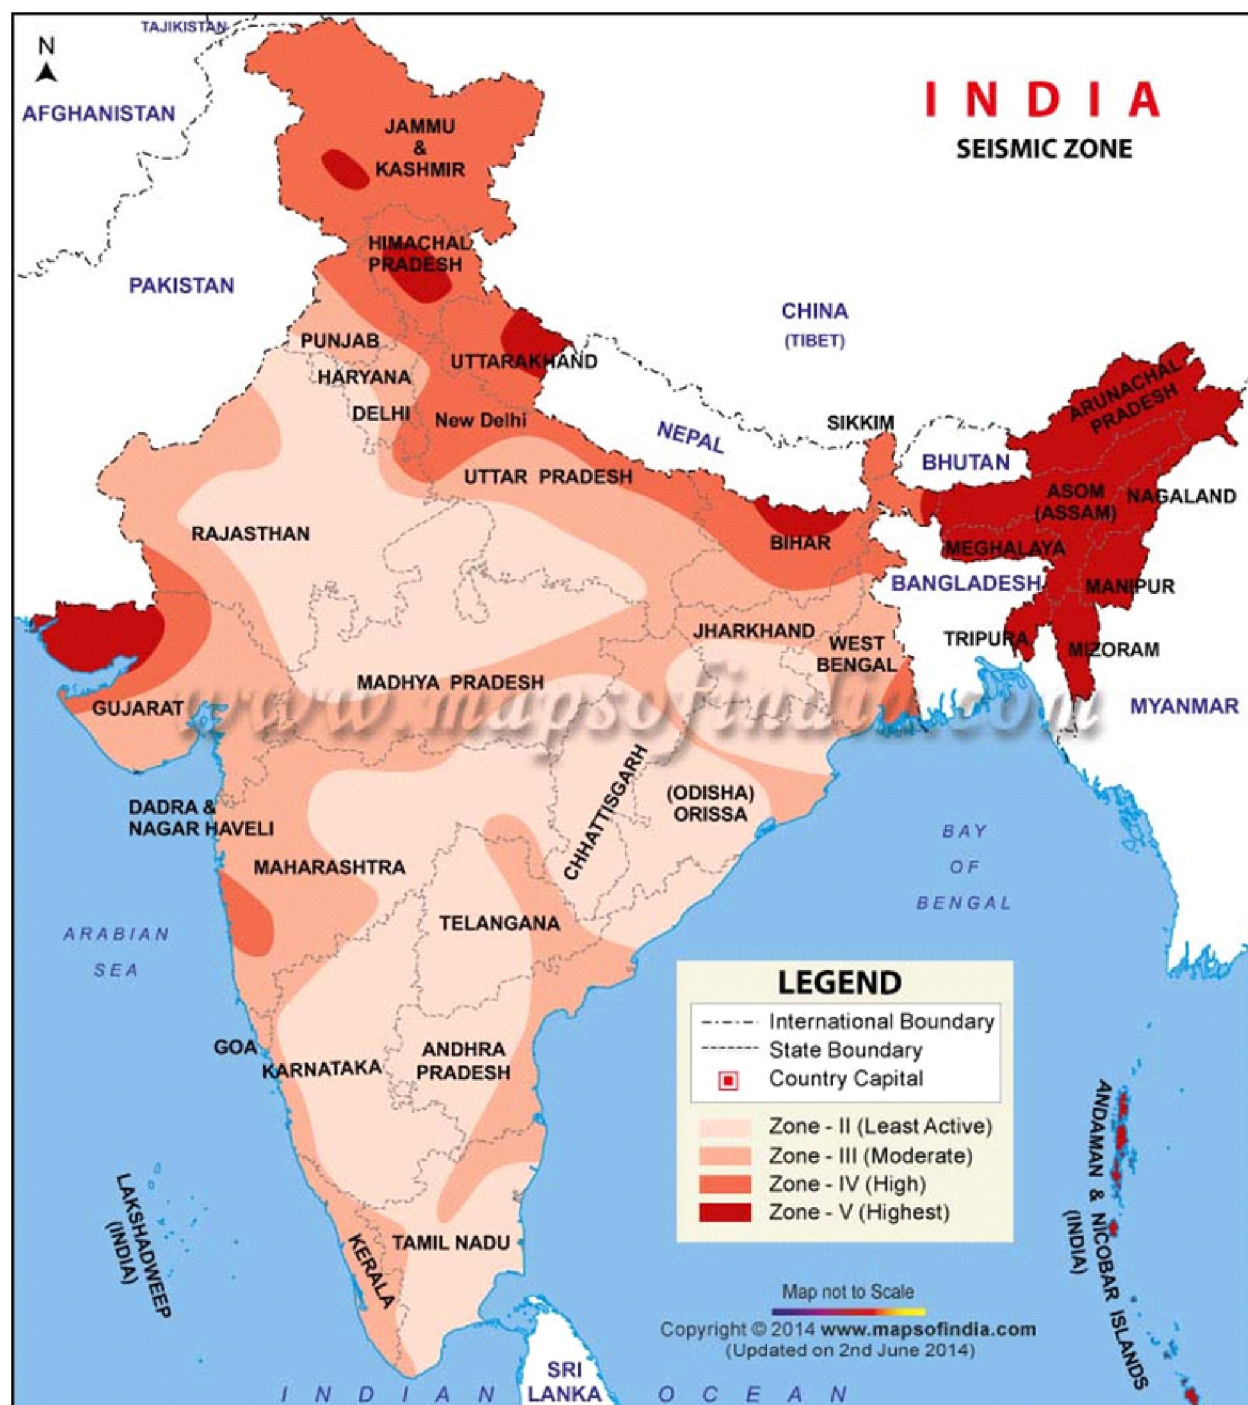 TAJIKISTAN
N
AFGHANISTAN
I N D I A
SEISMIC ZONE
JAMMU
&
KASHMIR
HIMACHAL
PRADESH
PAKISTAN
CHINA
(TIBET)
PUNJAB
UTTARAKHAND
HARYANA
DELHI
New Delhi
ARUNACHAL
PRADESH
SIKKIM
NEPAL
BHUTAN
UTTAR PRADESH
ASOM
(ASSAM)
NAGALAND
RAJASTHAN
BIHAR
MEGHALAYA
BANGLADESH
MANIPUR
JHARKHAND
WEST
BENGAL
TRIPURA
MIZORAM
MADHYA PRADESH
www.mapsofindia.com
GUJARAT
MYANMAR
CHHATTISGARH
(ODISHA)
ORISSA
DADRA &
NAGAR HAVELI
BAY
OF
BENGAL
MAHARASHTRA
TELANGANA
ARABIAN
SEA
GOA
KARNATAKA
ANDHRA
PRADESH
LEGEND
International Boundary
State Boundary
Country Capital
Zone - II (Least Active)
Zone - III (Moderate)
Zone - IV (High)
Zone - V (Highest)
ANDAMAN & NICOBAR ISLANDS
(INDIA)
LAKSHADWEEP
(INDIA)
KERALA
TAMIL NADU
Map not to Scale
Copyright © 2014 www.mapsofindia.com
(Updated on 2nd June 2014)
SRI
LANKA
I N D I A N O C E A N